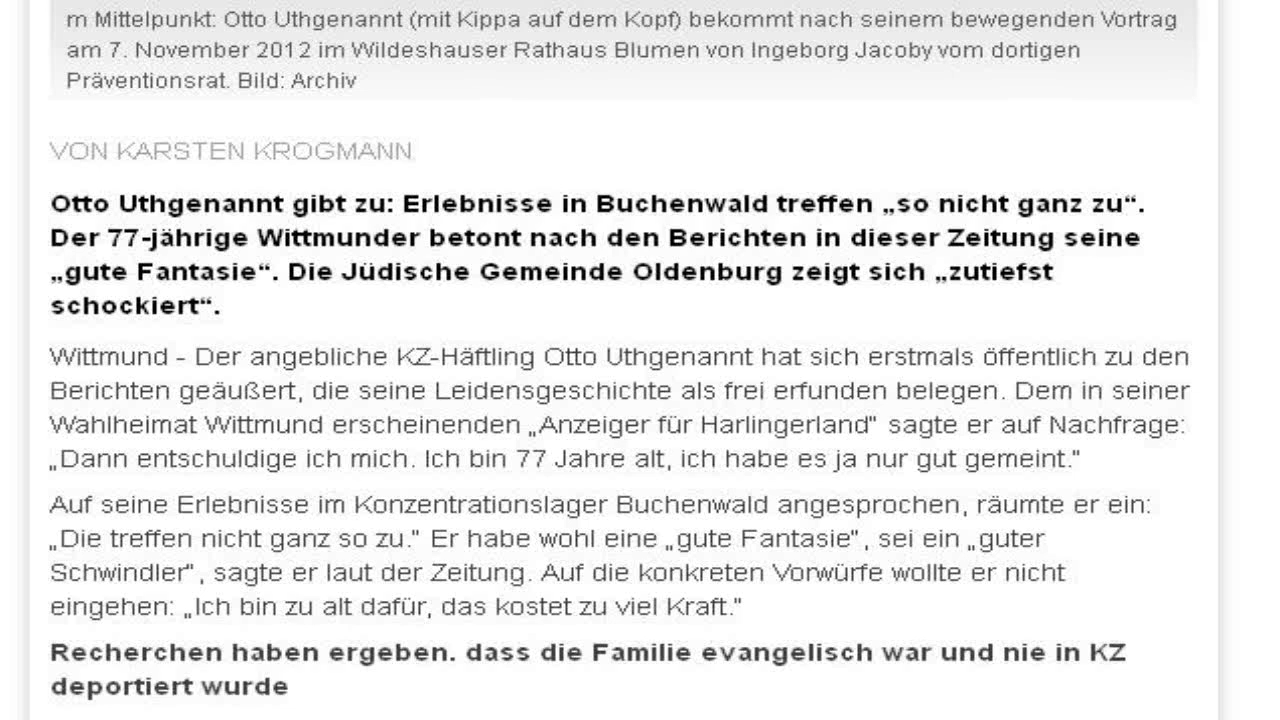 m Mittelpunkt: Otto Uthgenannt (mit Kippa auf dem Kopf) bekommt nach seinem bewegenden Vortrag
am 7. November 2012 im Wildeshauser Rathaus Blumen von Ingeborg Jacoby vom dortigen
Präventionsrat. Bild: Archiv
VON KARSTEN KROGMANN
Otto Uthgenannt gibt zu: Erlebnisse in Buchenwald treffen „so nicht ganz zu“.
Der 77-jährige Wittmunder betont nach den Berichten in dieser Zeitung seine
„gute Fantasie“. Die Jüdische Gemeinde Oldenburg zeigt sich „zutiefst
schockiert“.
Wittmund - Der angebliche KZ-Häftling Otto Uthgenannt hat sich erstmals öffentlich zu den
Berichten geäußert, die seine Leidensgeschichte als frei erfunden belegen. Dem in seiner
Wahlheimat Wittmund erscheinenden „Anzeiger für Harlingerland" sagte er auf Nachfrage:
„Dann entschuldige ich mich. Ich bin 77 Jahre alt, ich habe es ja nur gut gemeint."
Auf seine Erlebnisse im Konzentrationslager Buchenwald angesprochen, räumte er ein:
„Die treffen nicht ganz so zu." Er habe wohl eine „gute Fantasie", sei ein „guter
Schwindler", sagte er laut der Zeitung. Auf die konkreten Vorwürfe wollte er nicht
eingehen: „Ich bin zu alt dafür, das kostet zu viel Kraft."
Recherchen haben ergeben. dass die Familie evangelisch war und nie in KZ
deportiert wurde